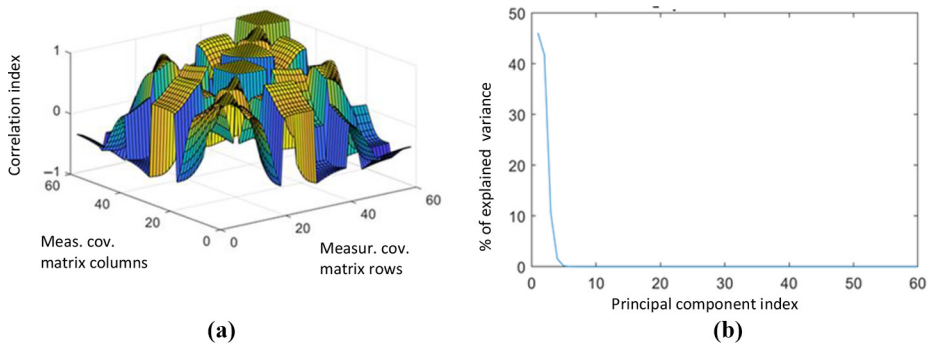 Correlation index
1
0
−1
60
40
20
0
0
20
40
60
Meas. cov.
matrix columns
Measur. cov.
matrix rows
(a)
% of explained variance
50
40
30
20
10
0
0 10 20 30 40 50 60
Principal component index
(b)